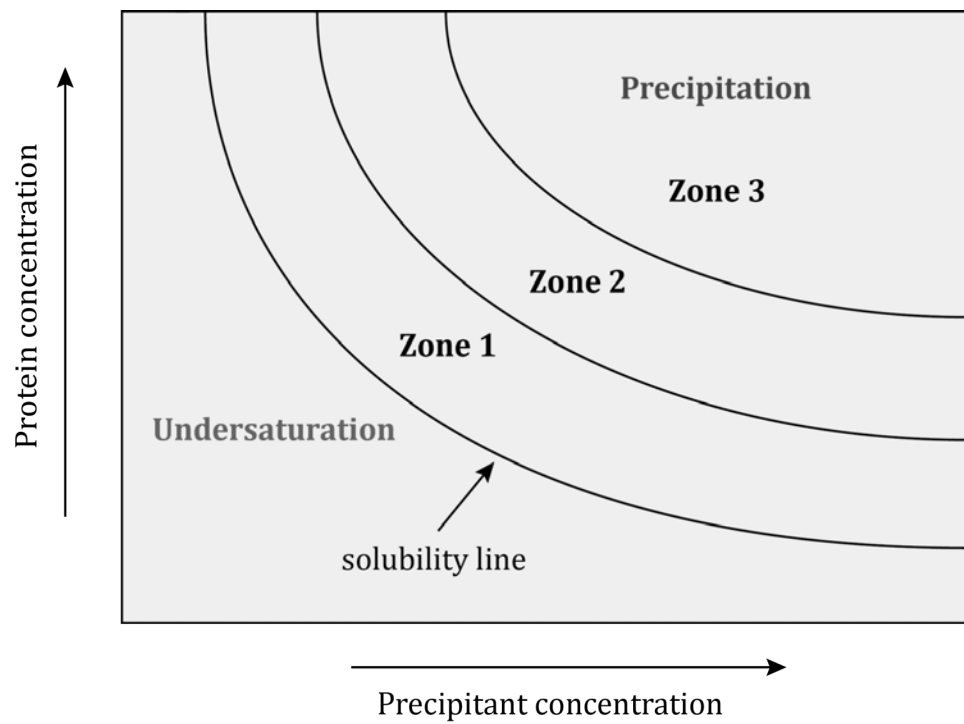 Precipitation
Zone 3
Zone 2
Zone 1
Undersaturation
solubility line
Protein concentration
Precipitant concentration